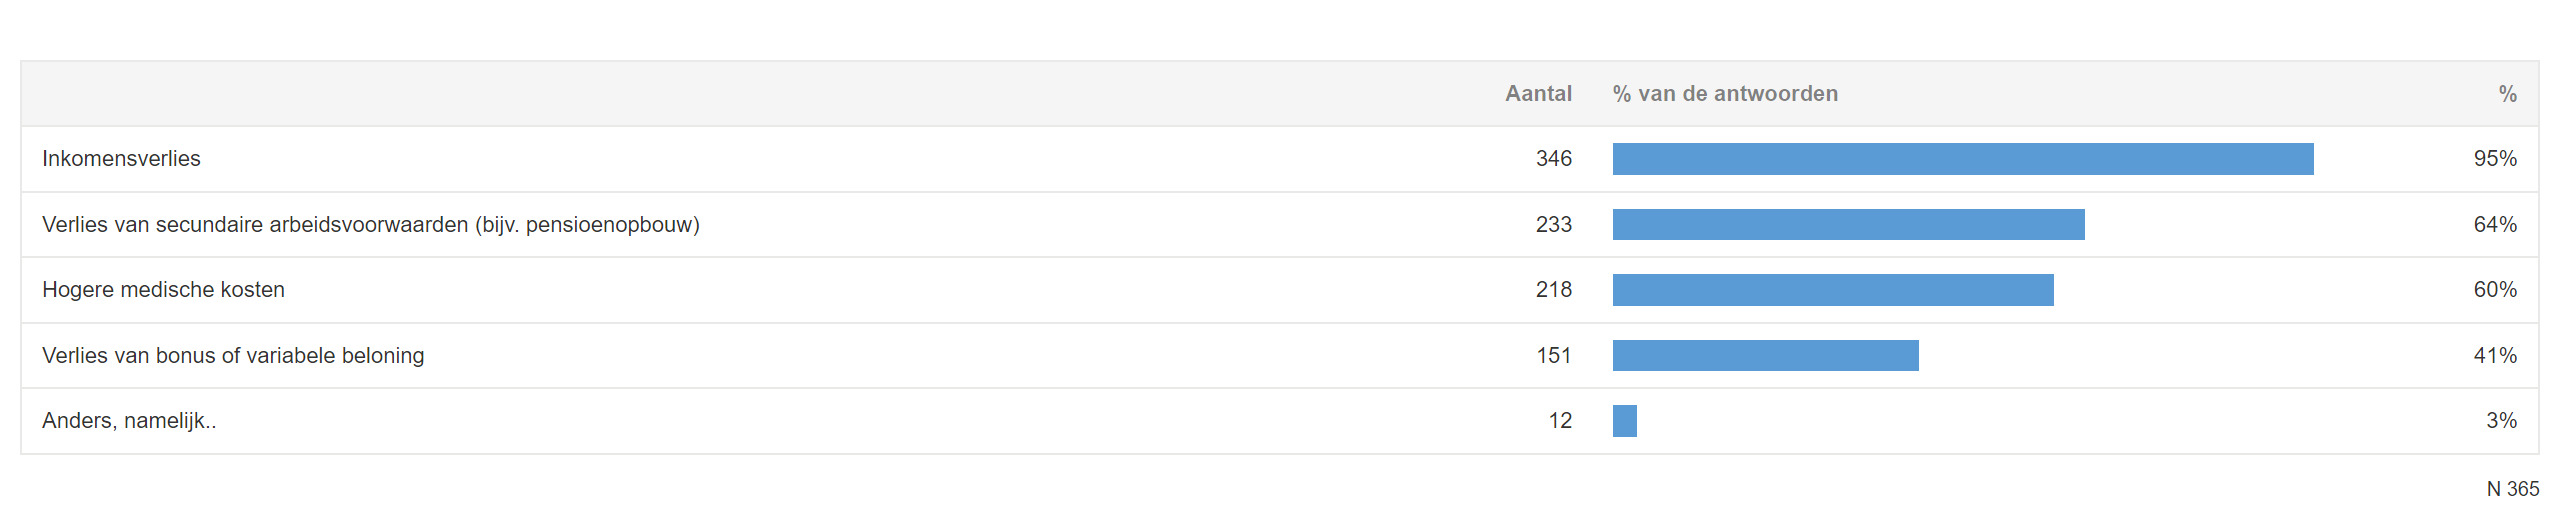 Aantal % van de antwoorden %
Inkomensverlies 346 95%
Verlies van secundaire arbeidsvoorwaarden (bijv. pensioenopbouw) 233 64%
Hogere medische kosten 218 60%
Verlies van bonus of variabele beloning 151 41%
Anders, namelijk.. 12 3%
N 365